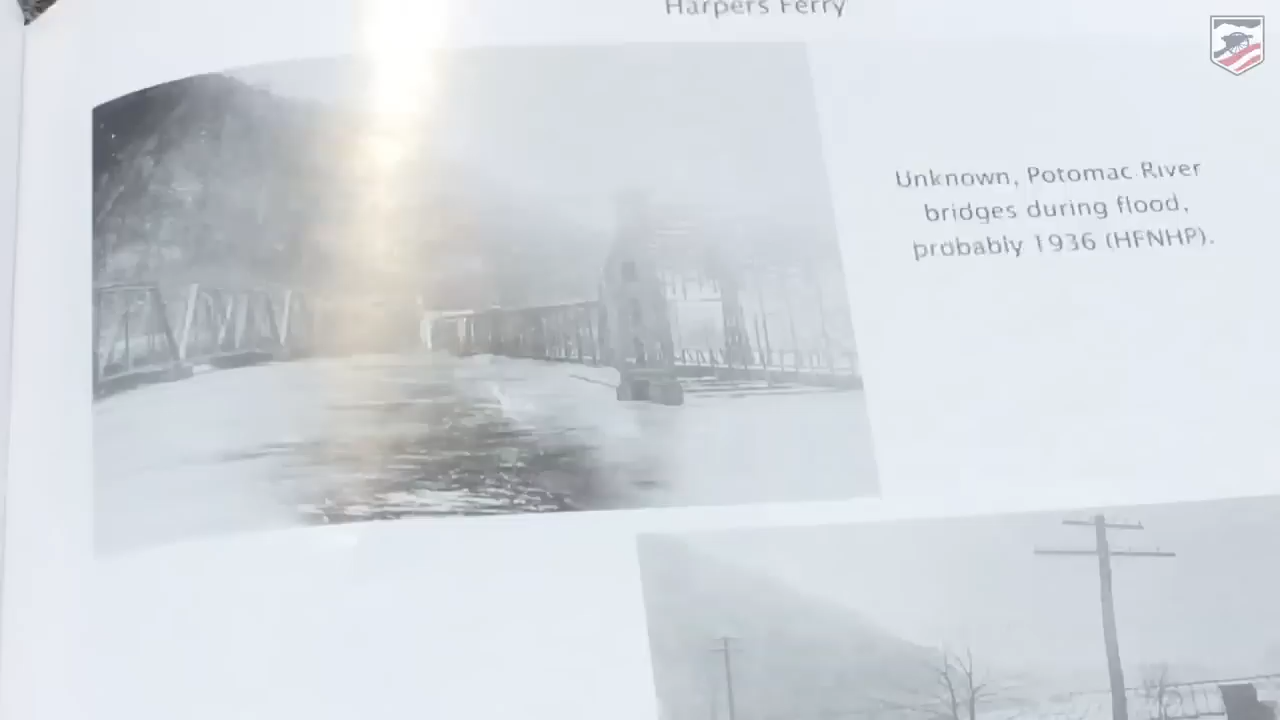 Harpers Ferry
Unknown, Potomac River
bridges during flood,
probably 1936 (HFNHP).